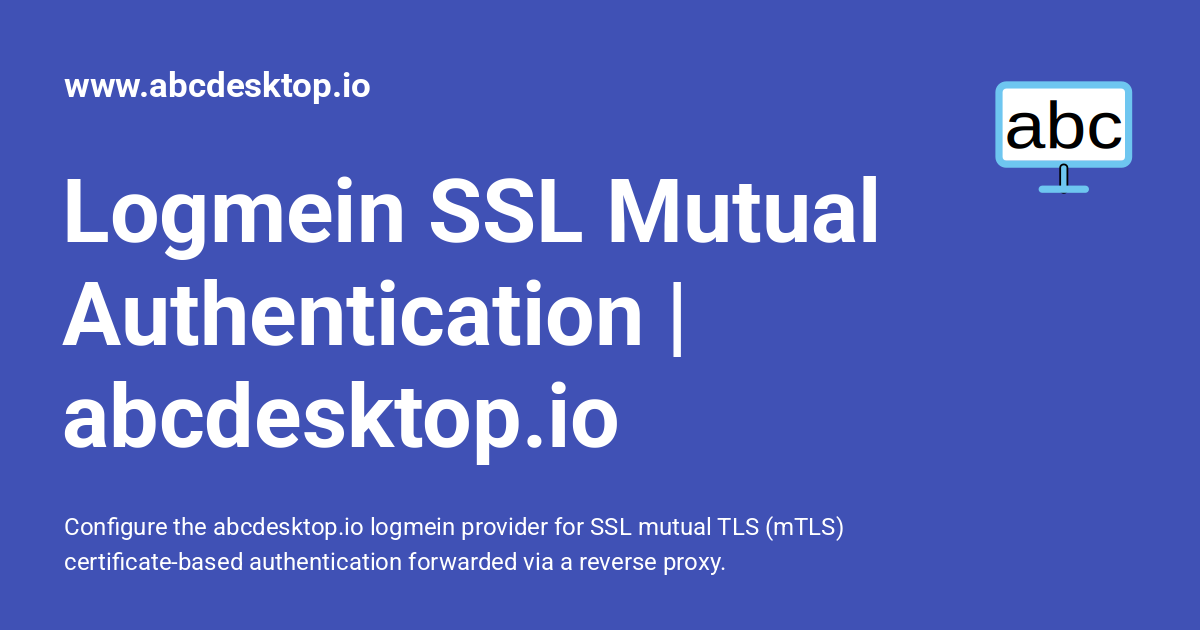 www.abcdesktop.io
abc
Logmein SSL Mutual
Authentication |
abcdesktop.io
Configure the abcdesktop.io logmein provider for SSL mutual TLS (mTLS)
certificate-based authentication forwarded via a reverse proxy.